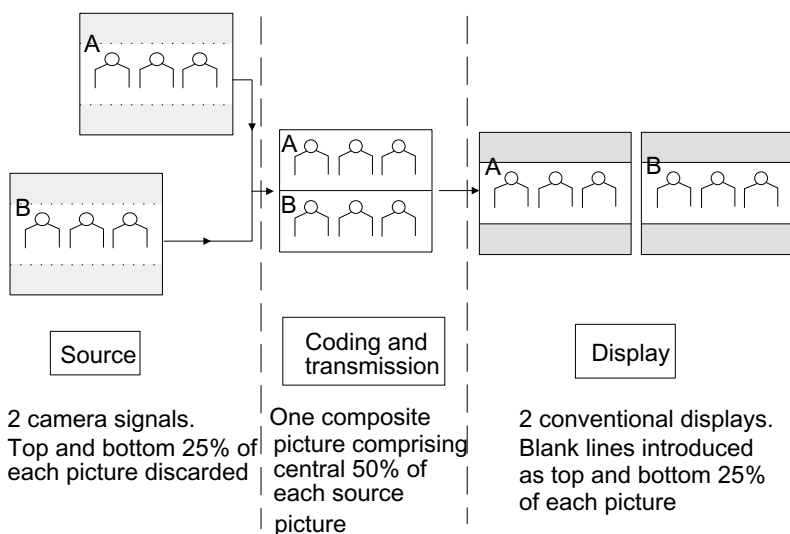 A
B
A
B
A
B
Source
Coding and
transmission
Display
2 camera signals.
Top and bottom 25% of
each picture discarded
One composite
picture comprising
central 50% of
each source
picture
2 conventional displays.
Blank lines introduced
as top and bottom 25%
of each picture